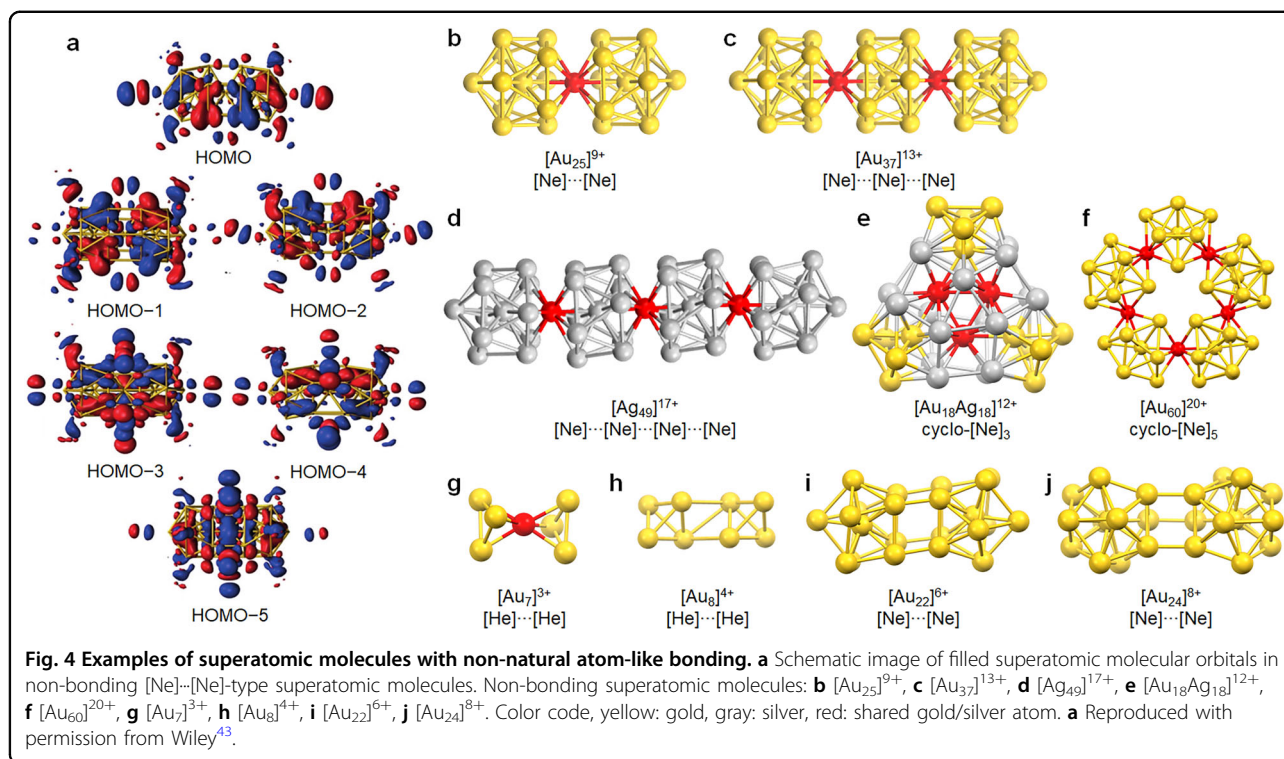 a
HOMO
HOMO−1 HOMO−2
HOMO−3 HOMO−4
HOMO−5
b
[Au25]9+
[Ne]···[Ne]
c
[Au37]13+
[Ne]···[Ne]···[Ne]
d
[Ag49]17+
[Ne]···[Ne]···[Ne]···[Ne]
e
[Au18Ag18]12+
cyclo-[Ne]3
f
[Au60]20+
cyclo-[Ne]5
g
[Au7]3+
[He]···[He]
h
[Au8]4+
[He]···[He]
i
[Au22]6+
[Ne]···[Ne]
j
[Au24]8+
[Ne]···[Ne]
Fig. 4 Examples of superatomic molecules with non-natural atom-like bonding. a Schematic image of filled superatomic molecular orbitals in
non-bonding [Ne]···[Ne]-type superatomic molecules. Non-bonding superatomic molecules: b [Au25]9+, c [Au37]13+, d [Ag49]17+, e [Au18Ag18]12+,
f [Au60]20+, g [Au7]3+, h [Au8]4+, i [Au22]6+, j [Au24]8+. Color code, yellow: gold, gray: silver, red: shared gold/silver atom. a Reproduced with
permission from Wiley43.